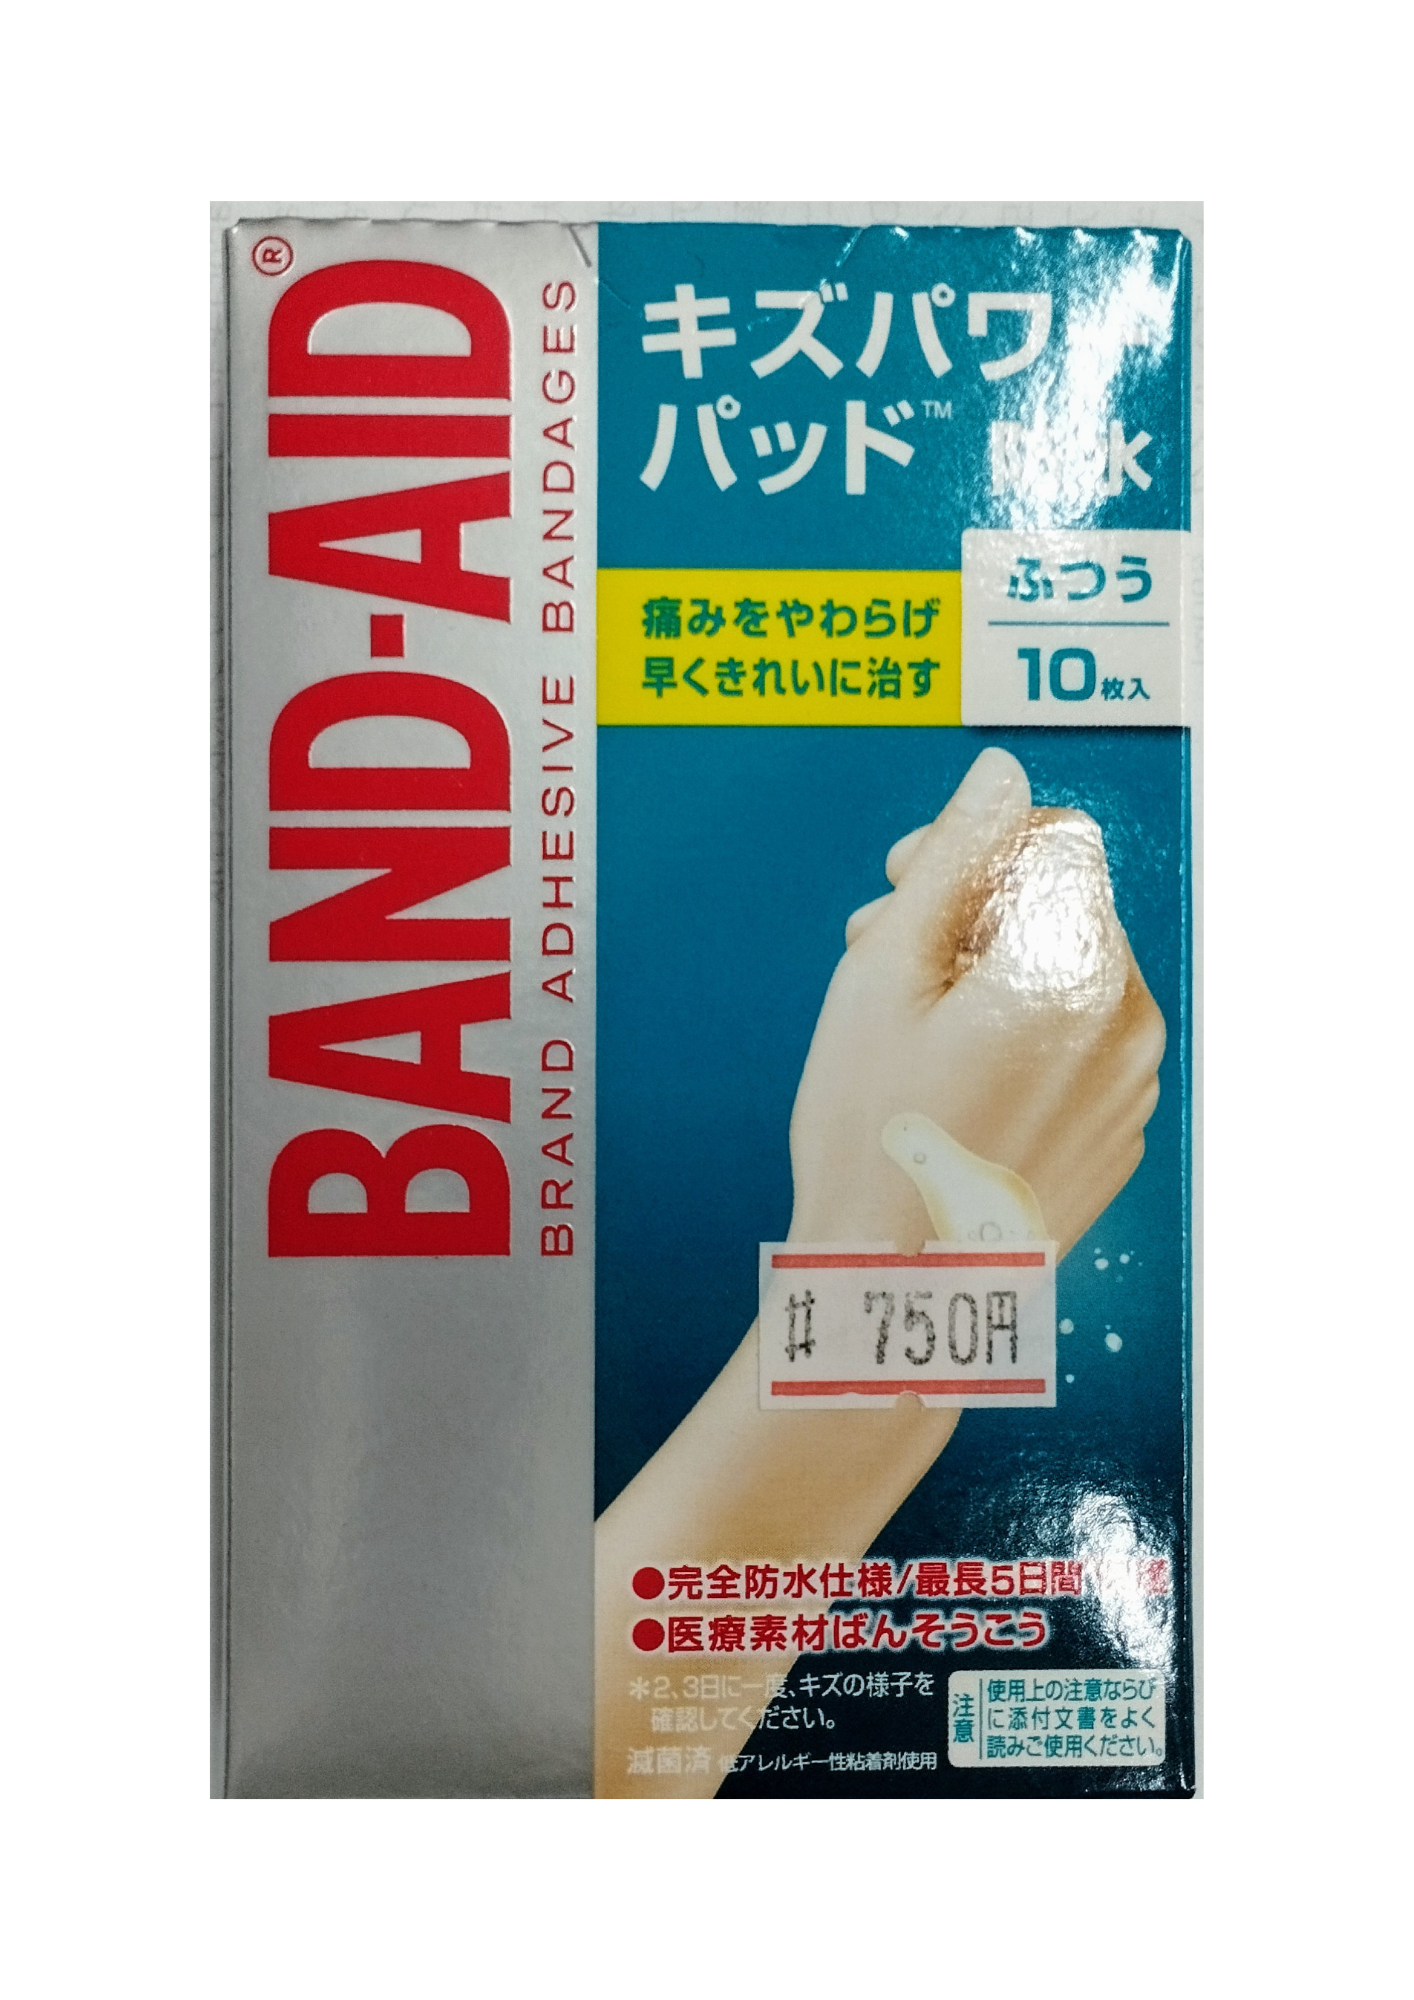 BAND-AID®
BRAND ADHESIVE BANDAGES
キズパワー
パッド™ 防水
ふつう
10枚入
痛みをやわらげ
早くきれいに治す
# 750円
●完全防水仕様/最長5日間
●医療素材ばんそうこう
*2、3日に一度、キズの様子を
確認してください。
滅菌済 低アレルギー性粘着剤使用
注意
使用上の注意ならび
に添付文書をよく
読みご使用ください。